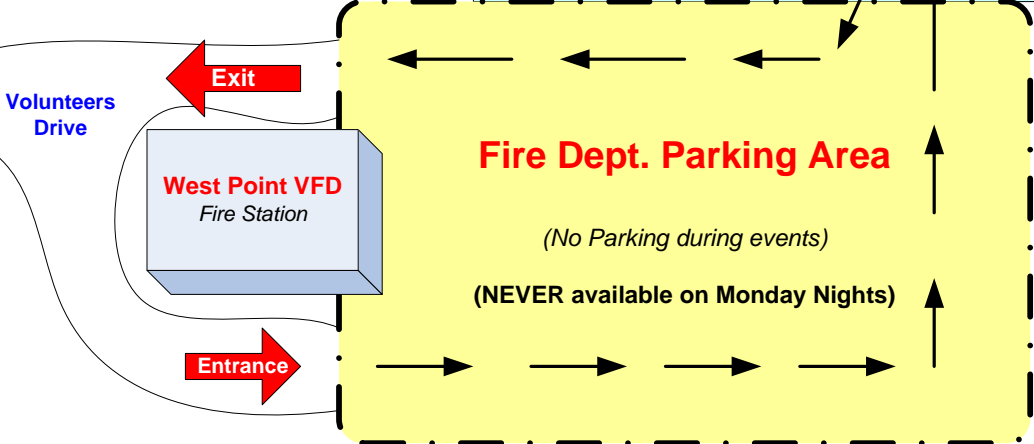 Exit
Volunteers
Drive
West Point VFD
Fire Station
Fire Dept. Parking Area
(No Parking during events)
(NEVER available on Monday Nights)
Entrance